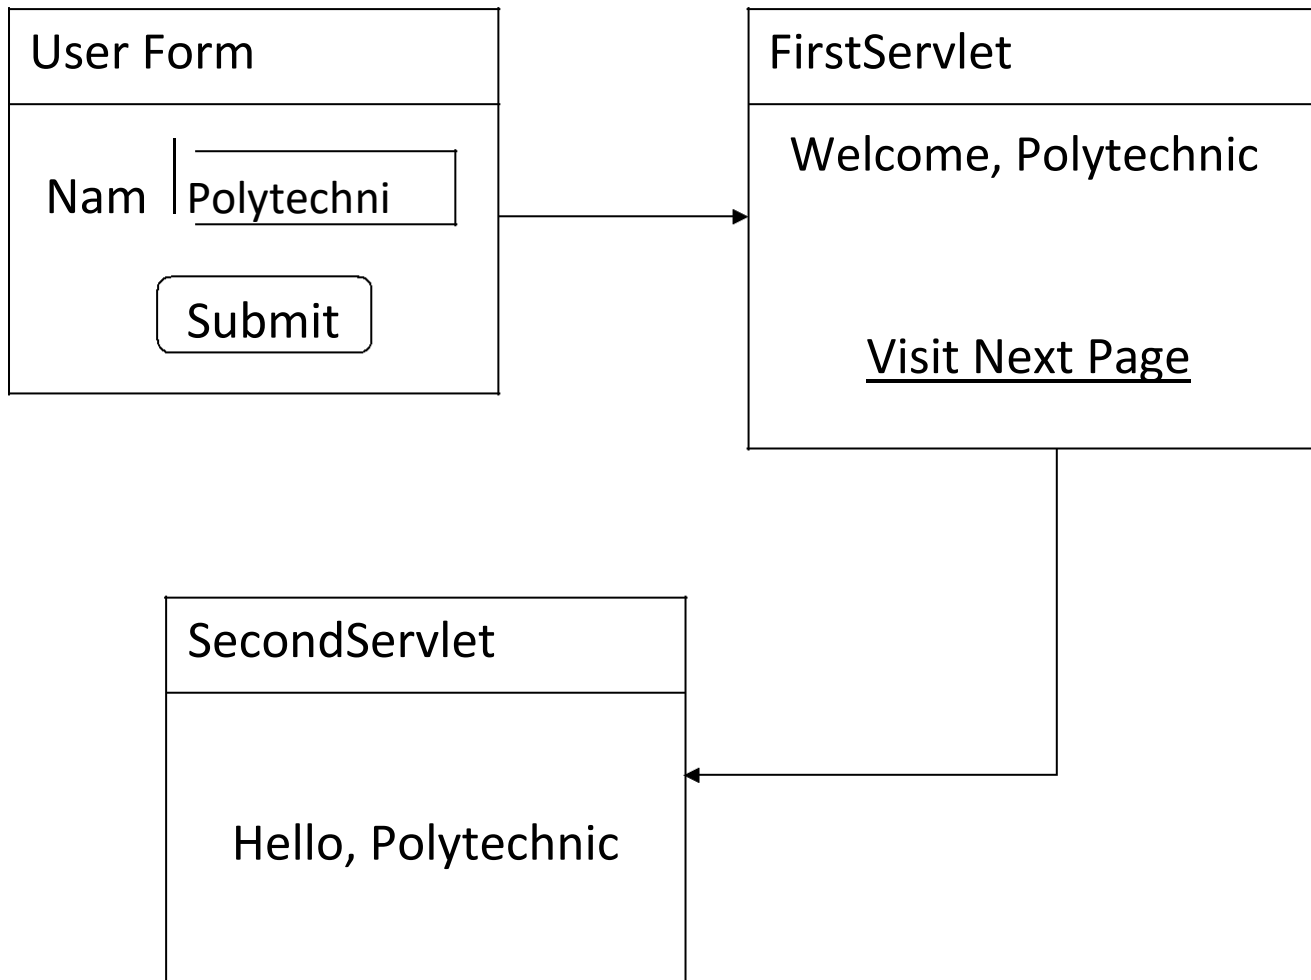 User Form
Nam
Polytechni
Submit
FirstServlet
Welcome, Polytechnic
Visit Next Page
SecondServlet
Hello, Polytechnic